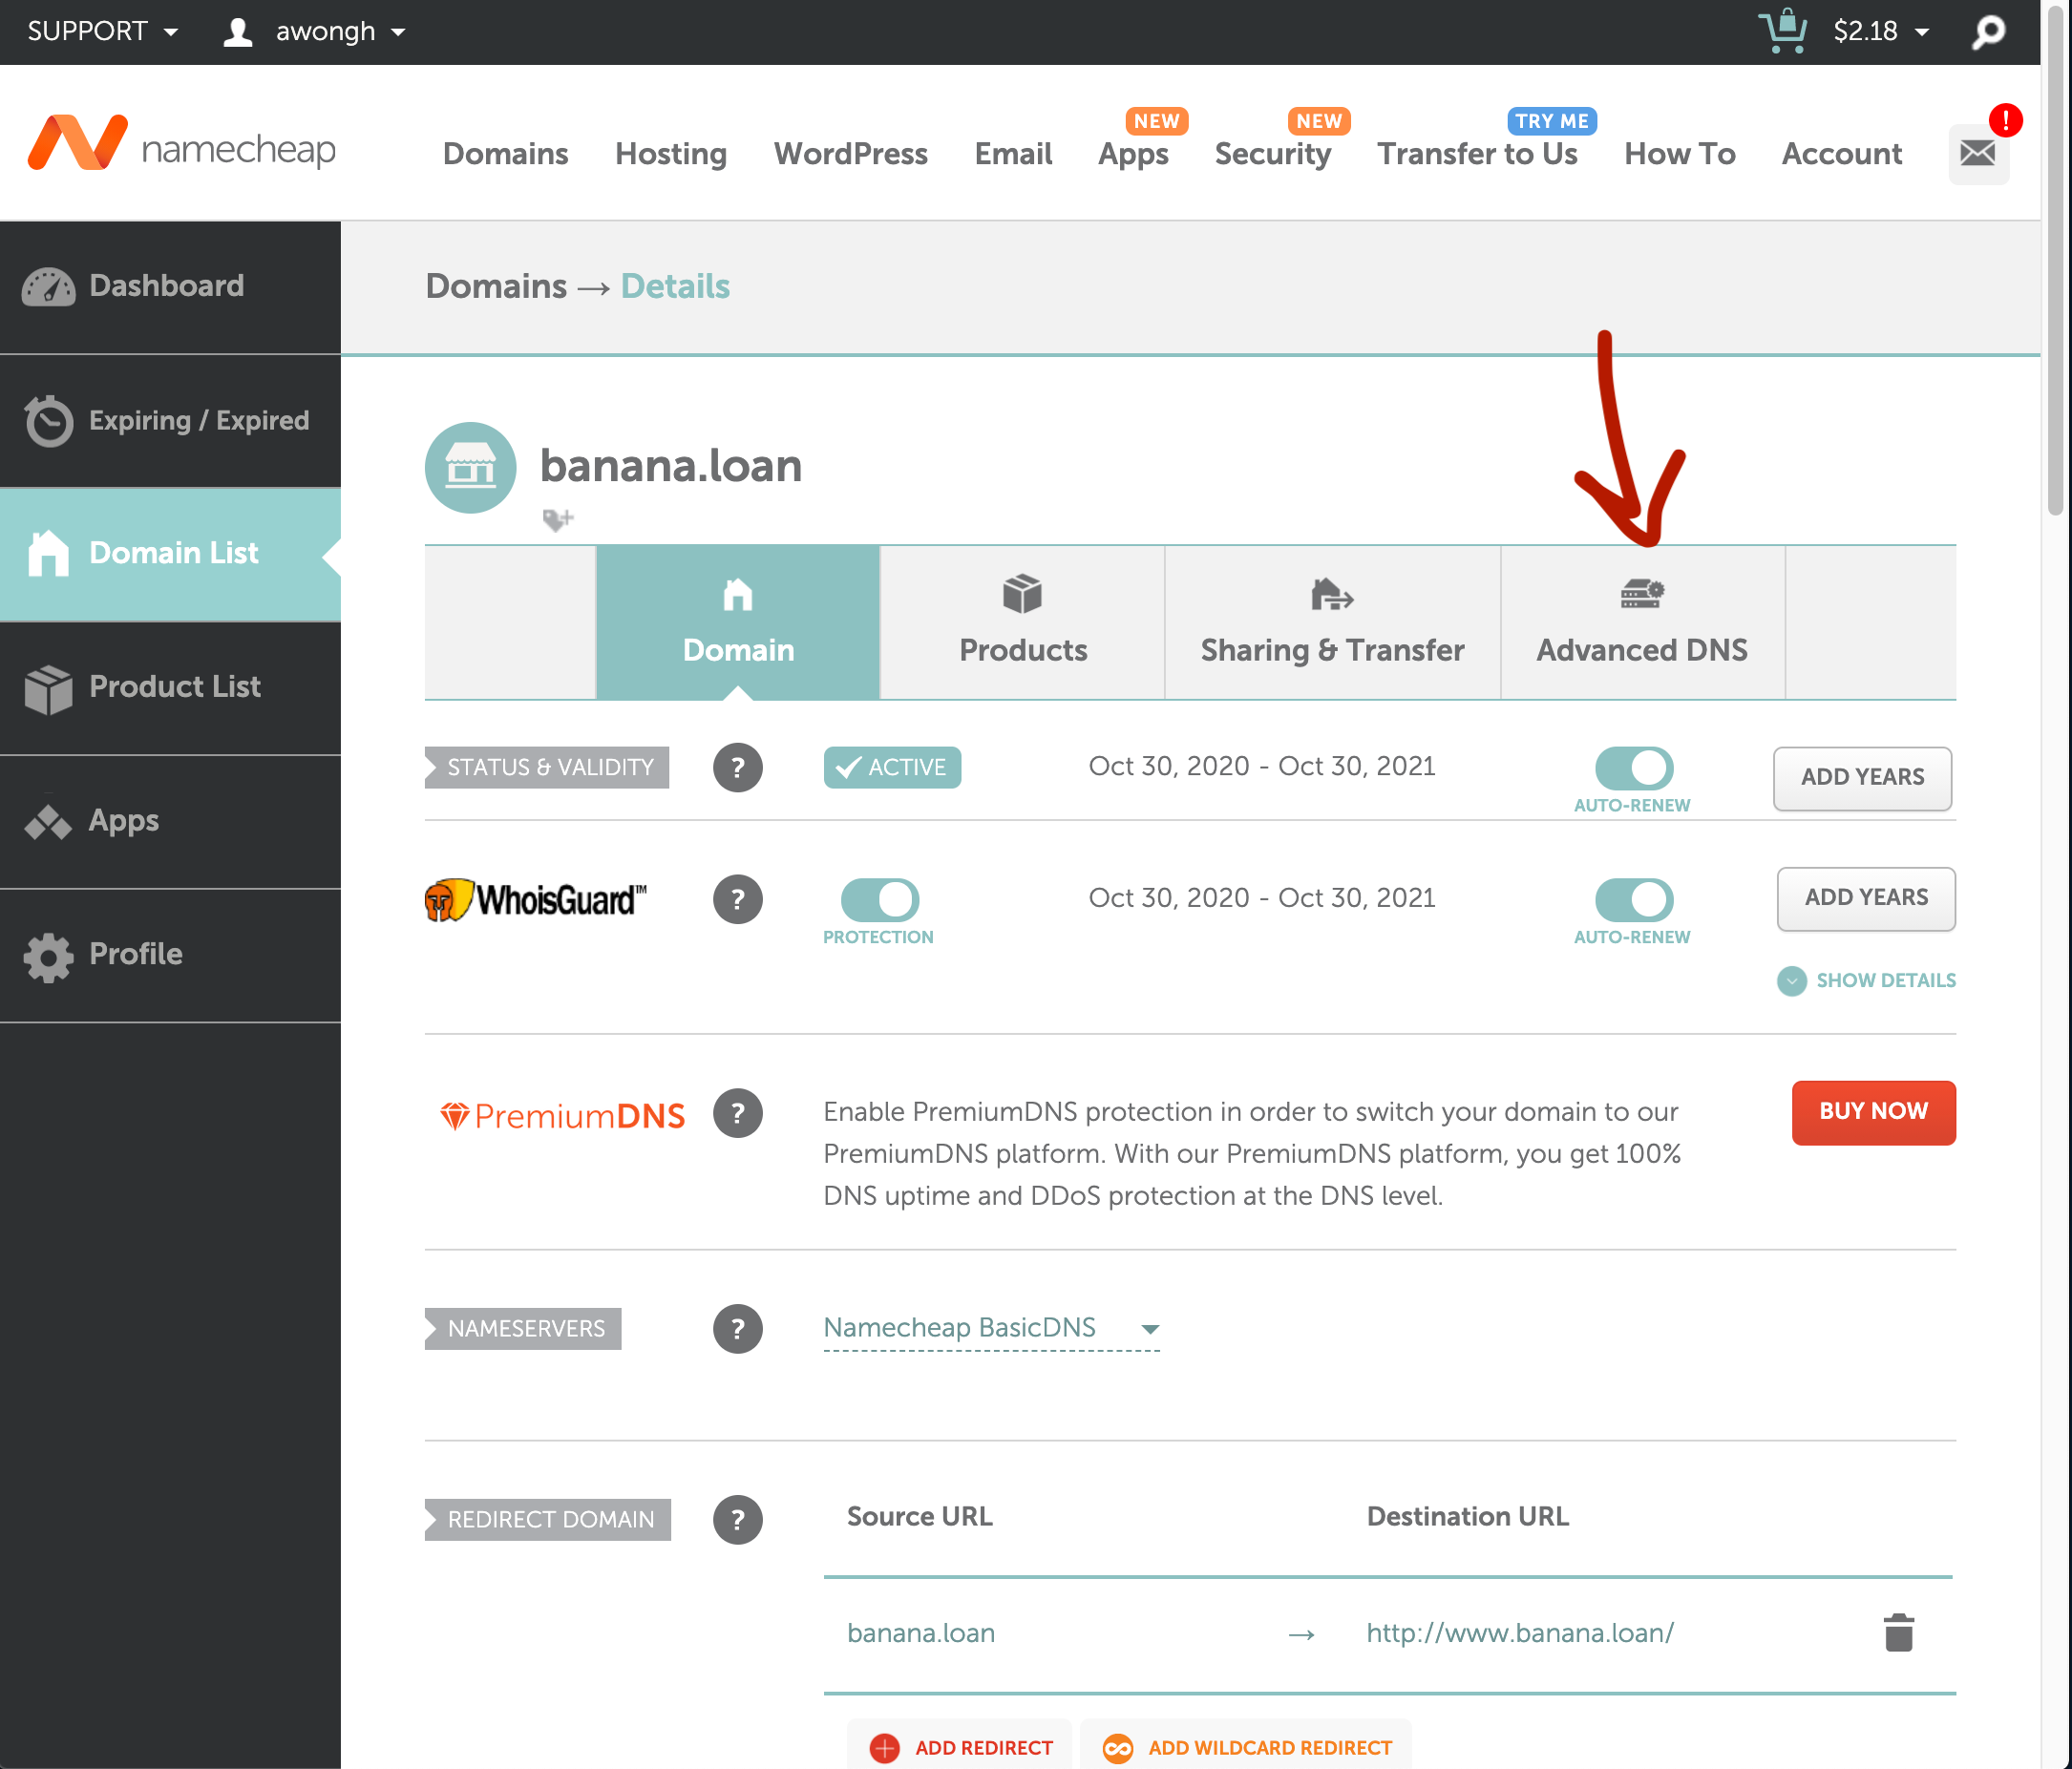 SUPPORT awongh $2.18
namecheap
NEW NEW TRY ME
Domains Hosting WordPress Email Apps Security Transfer to Us How To Account !
Dashboard
Expiring / Expired
Domain List
Product List
Apps
Profile
Domains → Details
banana.loan
Domain Products Sharing & Transfer Advanced DNS
STATUS & VALIDITY ? ACTIVE Oct 30, 2020 - Oct 30, 2021 AUTO-RENEW ADD YEARS
WhoisGuard™ ? PROTECTION Oct 30, 2020 - Oct 30, 2021 AUTO-RENEW ADD YEARS
SHOW DETAILS
PremiumDNS ? Enable PremiumDNS protection in order to switch your domain to our BUY NOW
PremiumDNS platform. With our PremiumDNS platform, you get 100%
DNS uptime and DDoS protection at the DNS level.
NAMESERVERS ? Namecheap BasicDNS
REDIRECT DOMAIN ? Source URL Destination URL
banana.loan → http://www.banana.loan/
ADD REDIRECT ADD WILDCARD REDIRECT